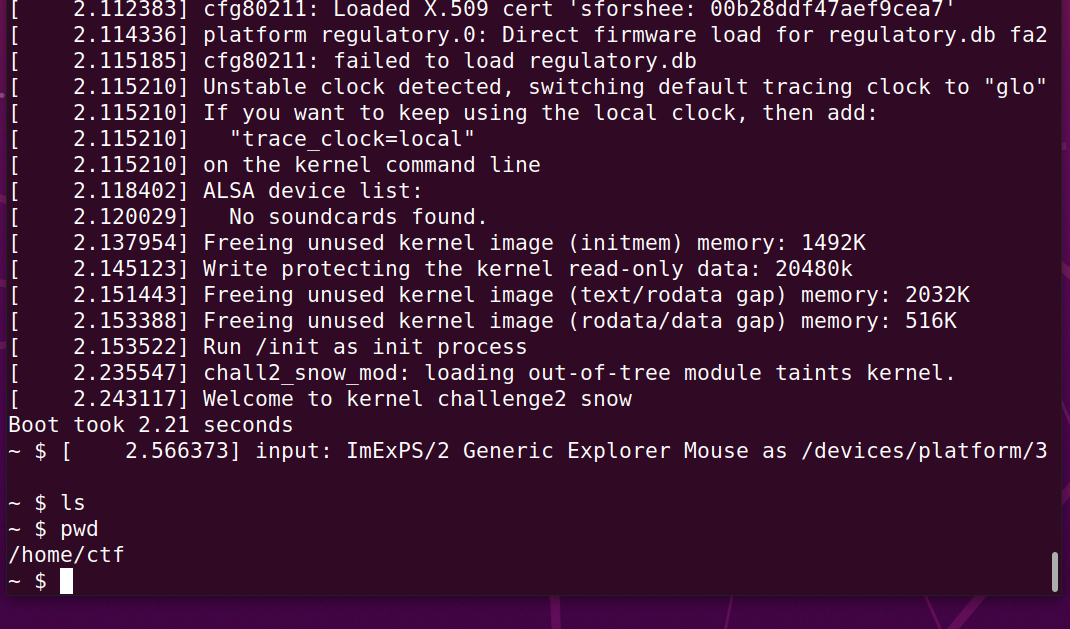 [    2.112383] cfg80211: Loaded X.509 cert 'sforshee: 00b28ddf47aef9cea7'
[    2.114336] platform regulatory.0: Direct firmware load for regulatory.db fa2
[    2.115185] cfg80211: failed to load regulatory.db
[    2.115210] Unstable clock detected, switching default tracing clock to "glo"
[    2.115210] If you want to keep using the local clock, then add:
[    2.115210]   "trace_clock=local"
[    2.115210] on the kernel command line
[    2.118402] ALSA device list:
[    2.120029]   No soundcards found.
[    2.137954] Freeing unused kernel image (initmem) memory: 1492K
[    2.145123] Write protecting the kernel read-only data: 20480k
[    2.151443] Freeing unused kernel image (text/rodata gap) memory: 2032K
[    2.153388] Freeing unused kernel image (rodata/data gap) memory: 516K
[    2.153522] Run /init as init process
[    2.235547] chall2_snow_mod: loading out-of-tree module taints kernel.
[    2.243117] Welcome to kernel challenge2 snow
Boot took 2.21 seconds
~ $ [    2.566373] input: ImExPS/2 Generic Explorer Mouse as /devices/platform/3
~ $ ls
~ $ pwd
/home/ctf
~ $